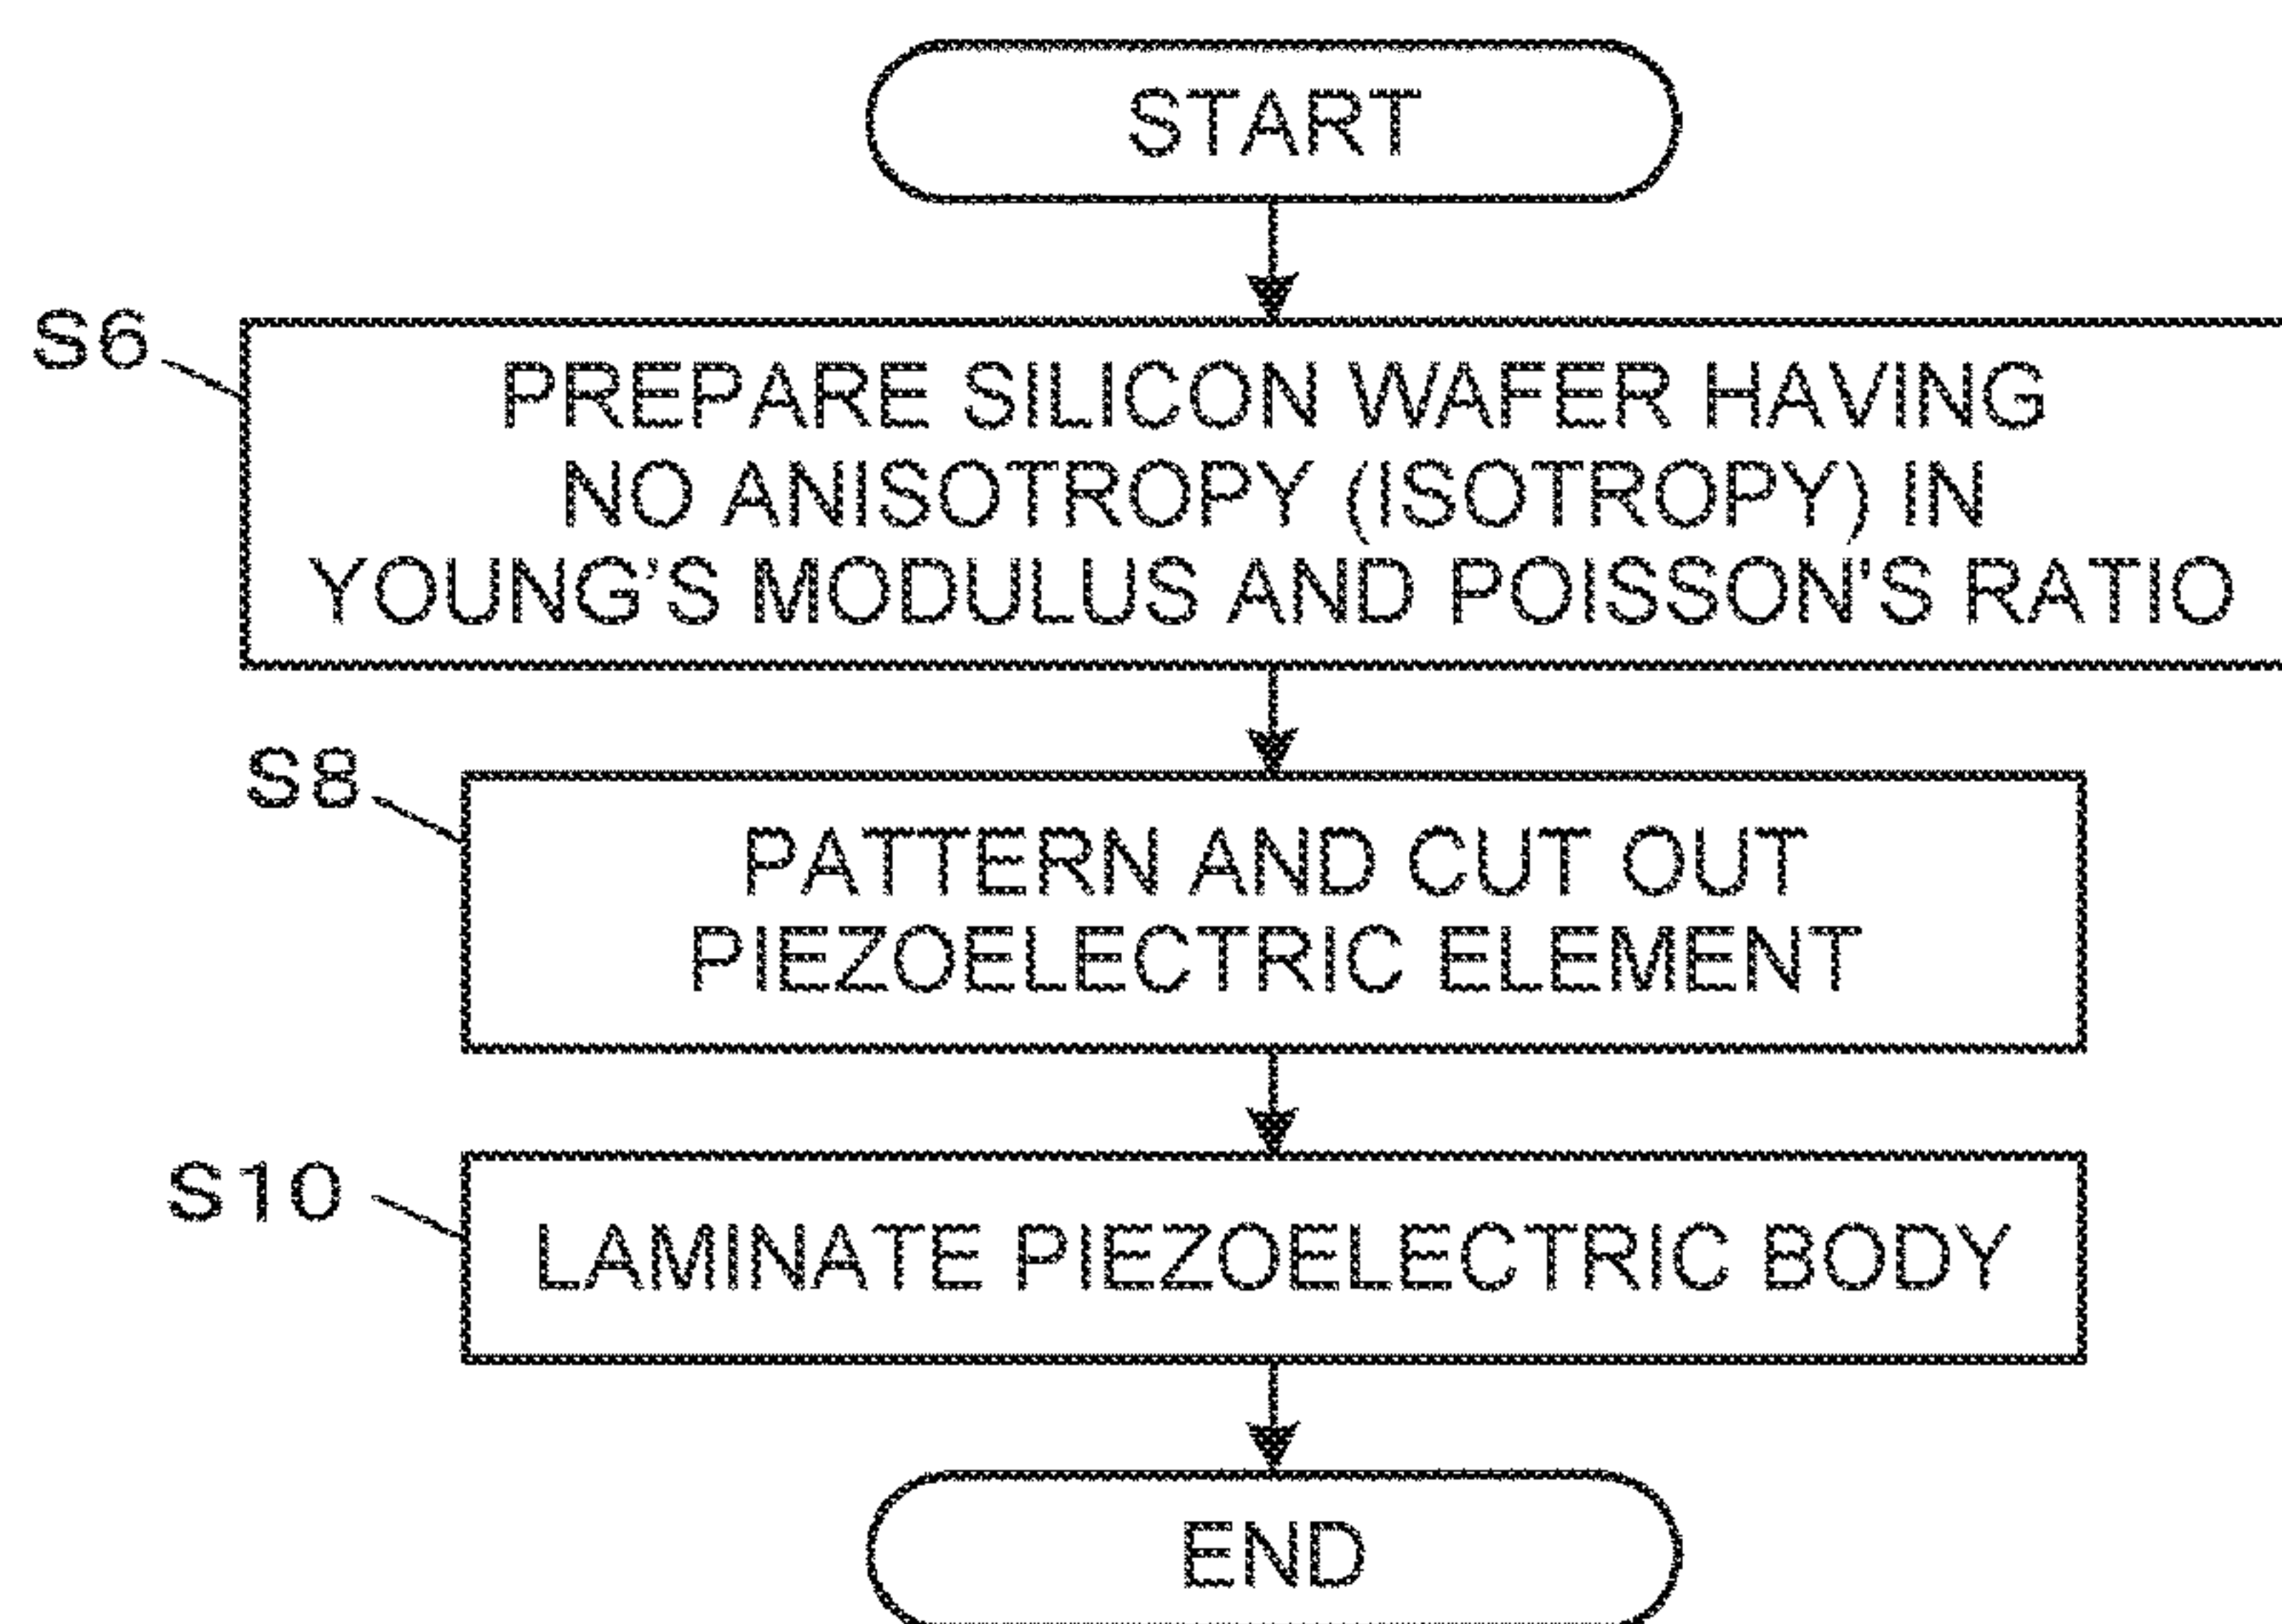 START
S6
PREPARE SILICON WAFER HAVING
NO ANISOTROPY (ISOTROPY) IN
YOUNG’S MODULUS AND POISSON'S RATIO
S8
PATTERN AND CUT OUT
PIEZOELECTRIC ELEMENT
S10
LAMINATE PIEZOELECTRIC BODY
END